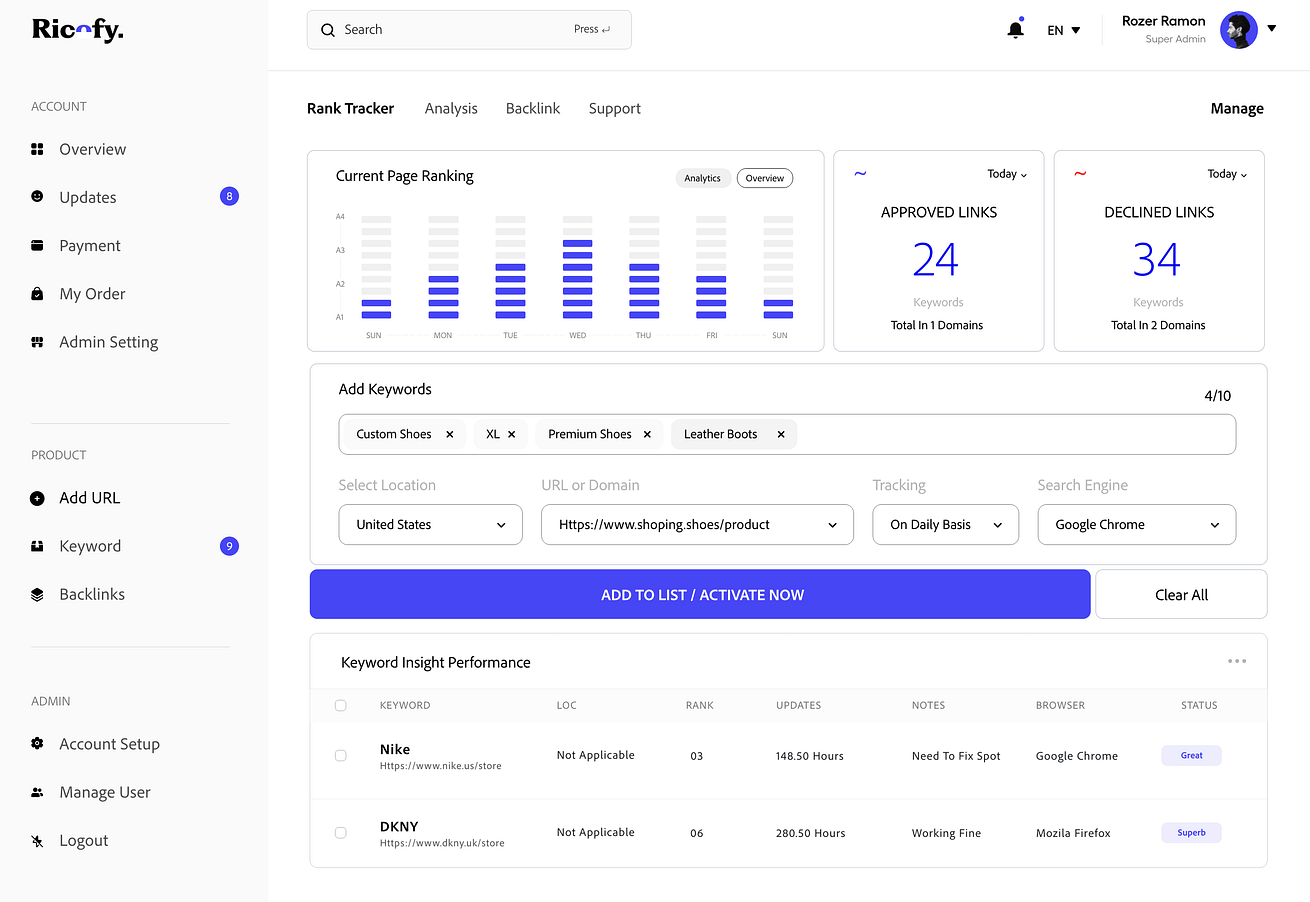 Ricofy.
Search Press ↵
EN
Rozer Ramon
Super Admin
ACCOUNT
Overview
Updates 8
Payment
My Order
Admin Setting
PRODUCT
Add URL
Keyword 9
Backlinks
ADMIN
Account Setup
Manage User
Logout
Rank Tracker Analysis Backlink Support Manage
Current Page Ranking Analytics Overview
A4
A3
A2
A1
SUN MON TUE WED THU FRI SUN
~ Today
APPROVED LINKS
24
Keywords
Total In 1 Domains
~ Today
DECLINED LINKS
34
Keywords
Total In 2 Domains
Add Keywords 4/10
Custom Shoes × XL × Premium Shoes × Leather Boots ×
Select Location URL or Domain Tracking Search Engine
United States Https://www.shoping.shoes/product On Daily Basis Google Chrome
ADD TO LIST / ACTIVATE NOW Clear All
Keyword Insight Performance
KEYWORD LOC RANK UPDATES NOTES BROWSER STATUS
Nike
Https://www.nike.us/store
Not Applicable 03 148.50 Hours Need To Fix Spot Google Chrome Great
DKNY
Https://www.dkny.uk/store
Not Applicable 06 280.50 Hours Working Fine Mozila Firefox Superb